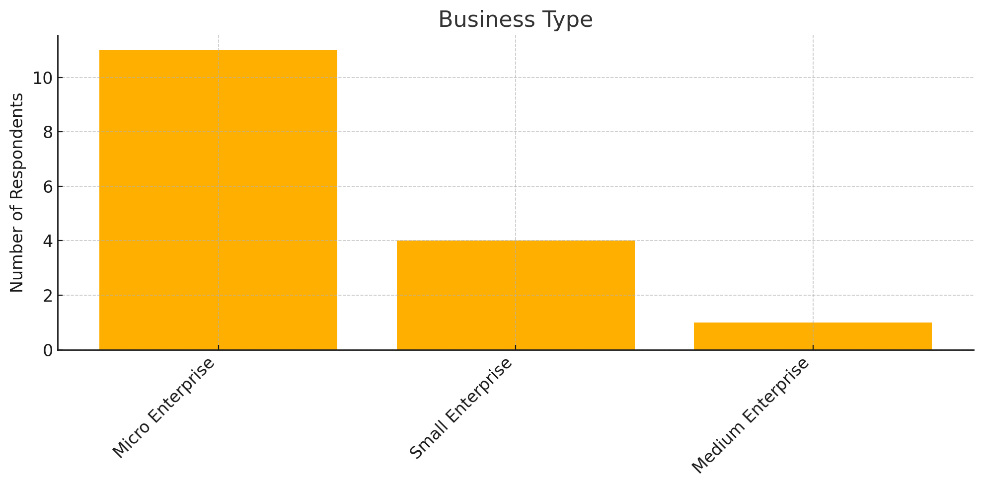 Business Type
Number of Respondents
10
8
6
4
2
0
Micro Enterprise
Small Enterprise
Medium Enterprise